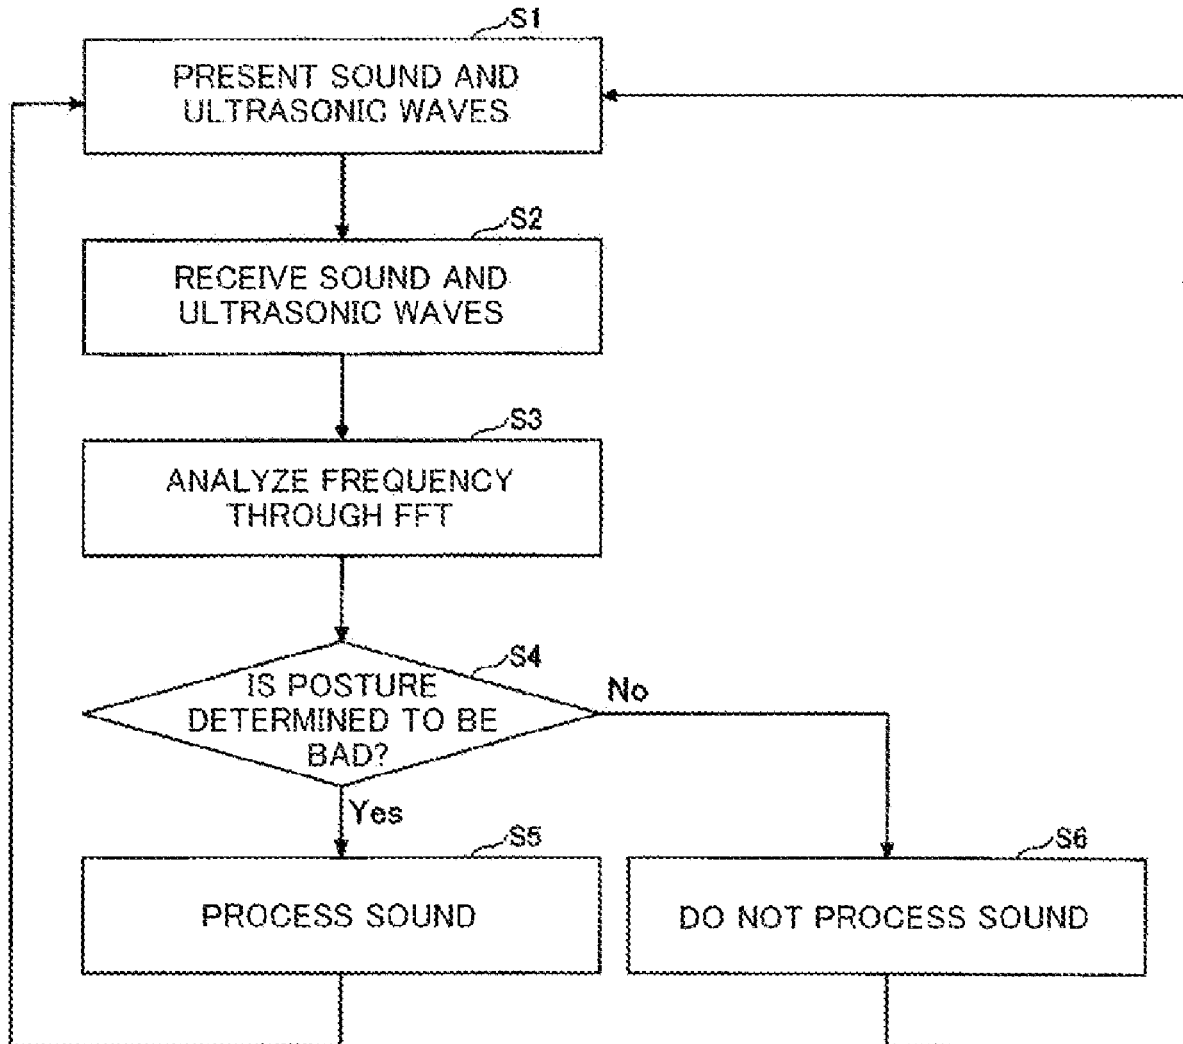 S1
PRESENT SOUND AND
ULTRASONIC WAVES
S2
RECEIVE SOUND AND
ULTRASONIC WAVES
S3
ANALYZE FREQUENCY
THROUGH FFT
S4
IS POSTURE
DETERMINED TO BE
BAD?
No
Yes
S5
PROCESS SOUND
S6
DO NOT PROCESS SOUND